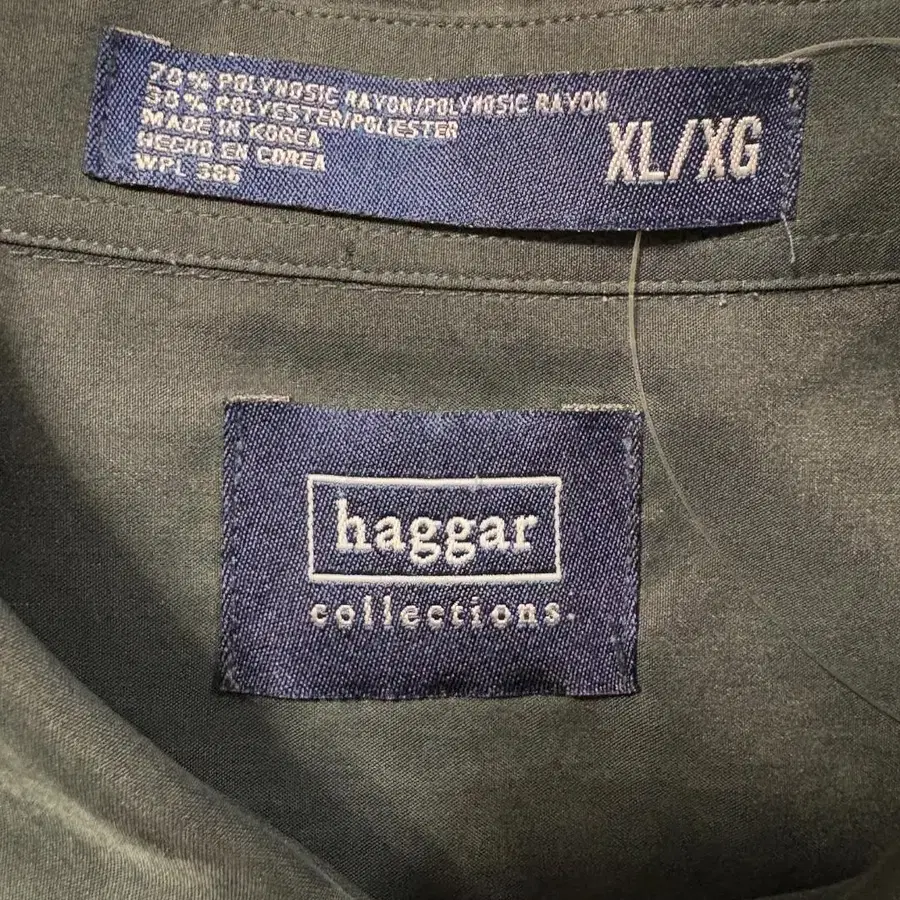 70% POLYNOSIC RAYON/POLYNOSIC RAYON
30% POLYESTER/POLIESTER
MADE IN KOREA
HECHO EN COREA
WPL 386
XL/XG
haggar
collections.